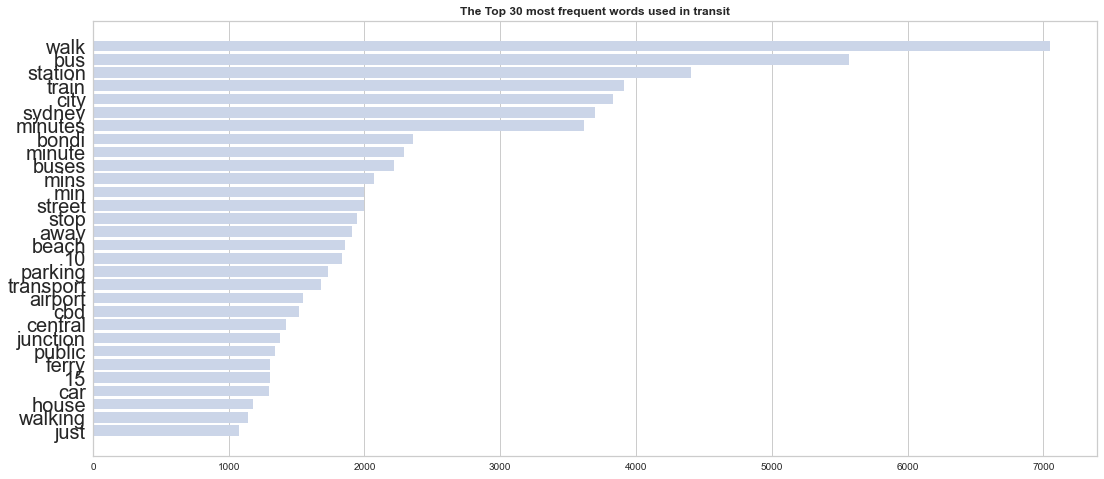 The Top 30 most frequent words used in transit
walk
bus
station
train
city
sydney
minutes
bondi
minute
buses
mins
min
street
stop
away
beach
10
parking
transport
airport
cbd
central
junction
public
ferry
15
car
house
walking
just
0 1000 2000 3000 4000 5000 6000 7000